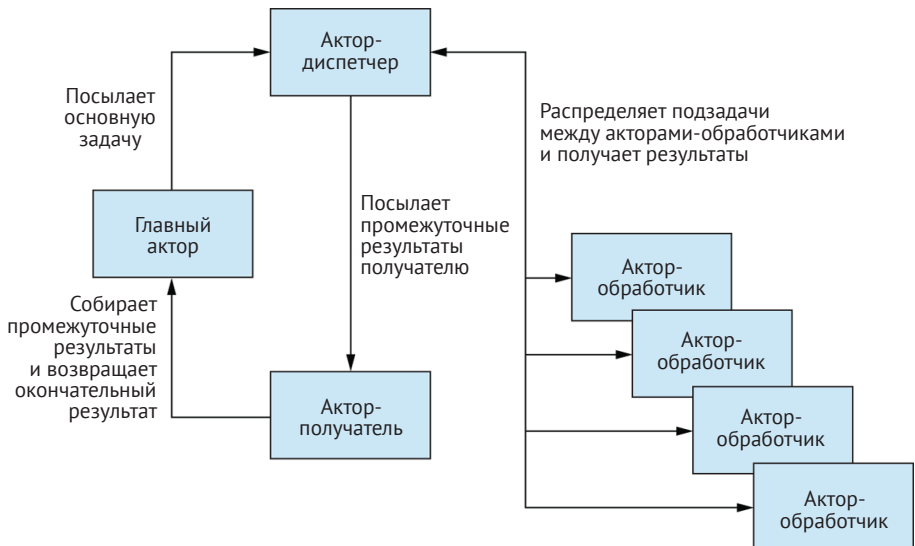 Актор-
диспетчер
Посылает
основную
задачу
Распределяет подзадачи
между акторами-обработчиками
и получает результаты
Главный
актор
Посылает
промежуточные
результаты
получателю
Актор-
обработчик
Собирает
промежуточные
результаты
и возвращает
окончательный
результат
Актор-
обработчик
Актор-
получатель
Актор-
обработчик
Актор-
обработчик